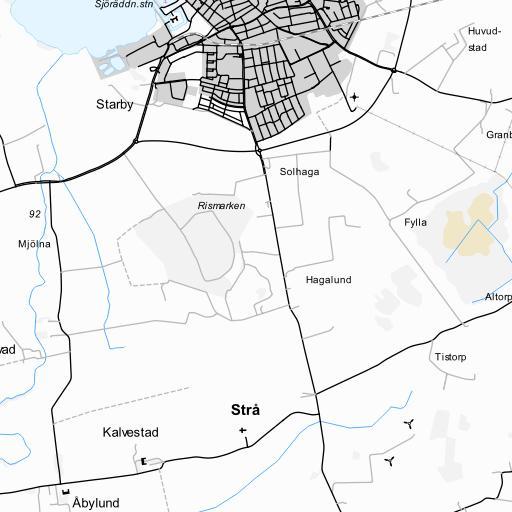 Sjöräddn.stn
Huvud-
stad
Starby
Granb
Solhaga
Rismarken
92
Fylla
Mjölna
Hagalund
Altorp
vad
Tistorp
Strå
Kalvestad
Åbylund